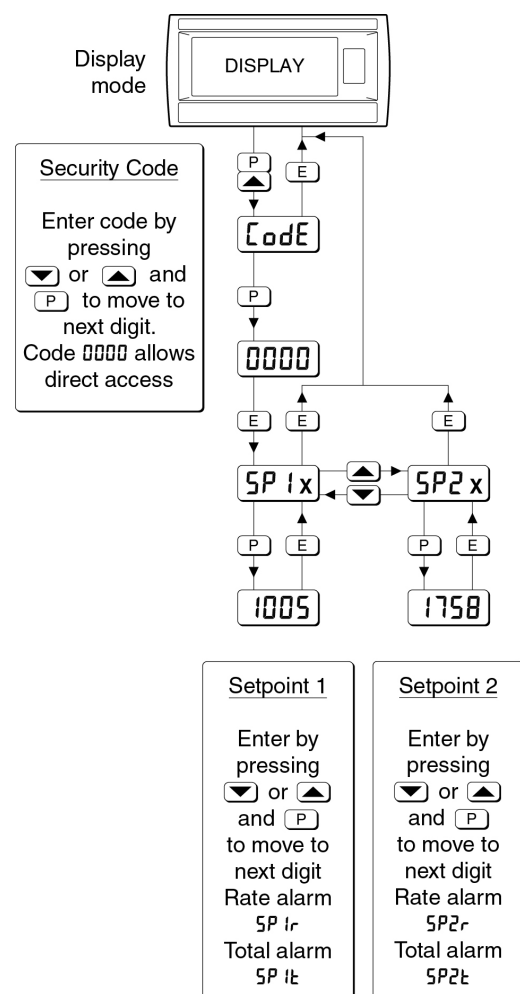 Display
mode
DISPLAY
P
E
Security Code
Enter code by
pressing
or and
P to move to
next digit.
Code 0000 allows
direct access
CodE
P
0000
E E E
SP1x SP2x
P E P E
1005 1758
Setpoint 1
Enter by
pressing
or
and P
to move to
next digit
Rate alarm
SP1r
Total alarm
SP1t
Setpoint 2
Enter by
pressing
or
and P
to move to
next digit
Rate alarm
SP2r
Total alarm
SP2t